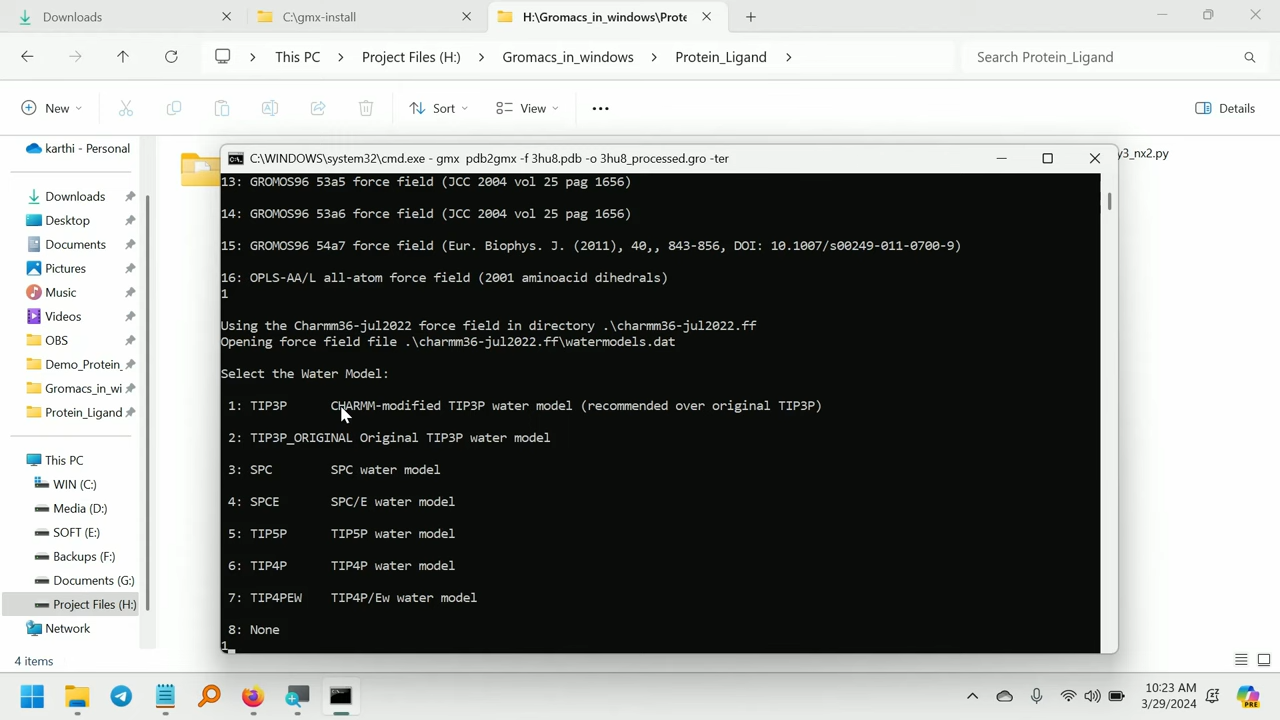 Downloads
C:\gmx-install
H:\Gromacs_in_windows\Prote
This PC
Project Files (H:)
Gromacs_in_windows
Protein_Ligand
Search Protein_Ligand
New
Sort
View
Details
karthi - Personal
Downloads
Desktop
Documents
Pictures
Music
Videos
OBS
Demo_Protein_
Gromacs_in_wi
Protein_Ligand
This PC
WIN (C:)
Media (D:)
SOFT (E:)
Backups (F:)
Documents (G:)
Project Files (H:)
Network
4 items
y3_nx2.py
C:\WINDOWS\system32\cmd.exe - gmx pdb2gmx -f 3hu8.pdb -o 3hu8_processed.gro -ter
13: GROMOS96 53a5 force field (JCC 2004 vol 25 pag 1656)
14: GROMOS96 53a6 force field (JCC 2004 vol 25 pag 1656)
15: GROMOS96 54a7 force field (Eur. Biophys. J. (2011), 40,, 843-856, DOI: 10.1007/s00249-011-0700-9)
16: OPLS-AA/L all-atom force field (2001 aminoacid dihedrals)
1
Using the Charmm36-jul2022 force field in directory .\charmm36-jul2022.ff
Opening force field file .\charmm36-jul2022.ff\watermodels.dat
Select the Water Model:
1: TIP3P CHARMM-modified TIP3P water model (recommended over original TIP3P)
2: TIP3P_ORIGINAL Original TIP3P water model
3: SPC SPC water model
4: SPCE SPC/E water model
5: TIP5P TIP5P water model
6: TIP4P TIP4P water model
7: TIP4PEW TIP4P/Ew water model
8: None
1
10:23 AM
3/29/2024
PRE